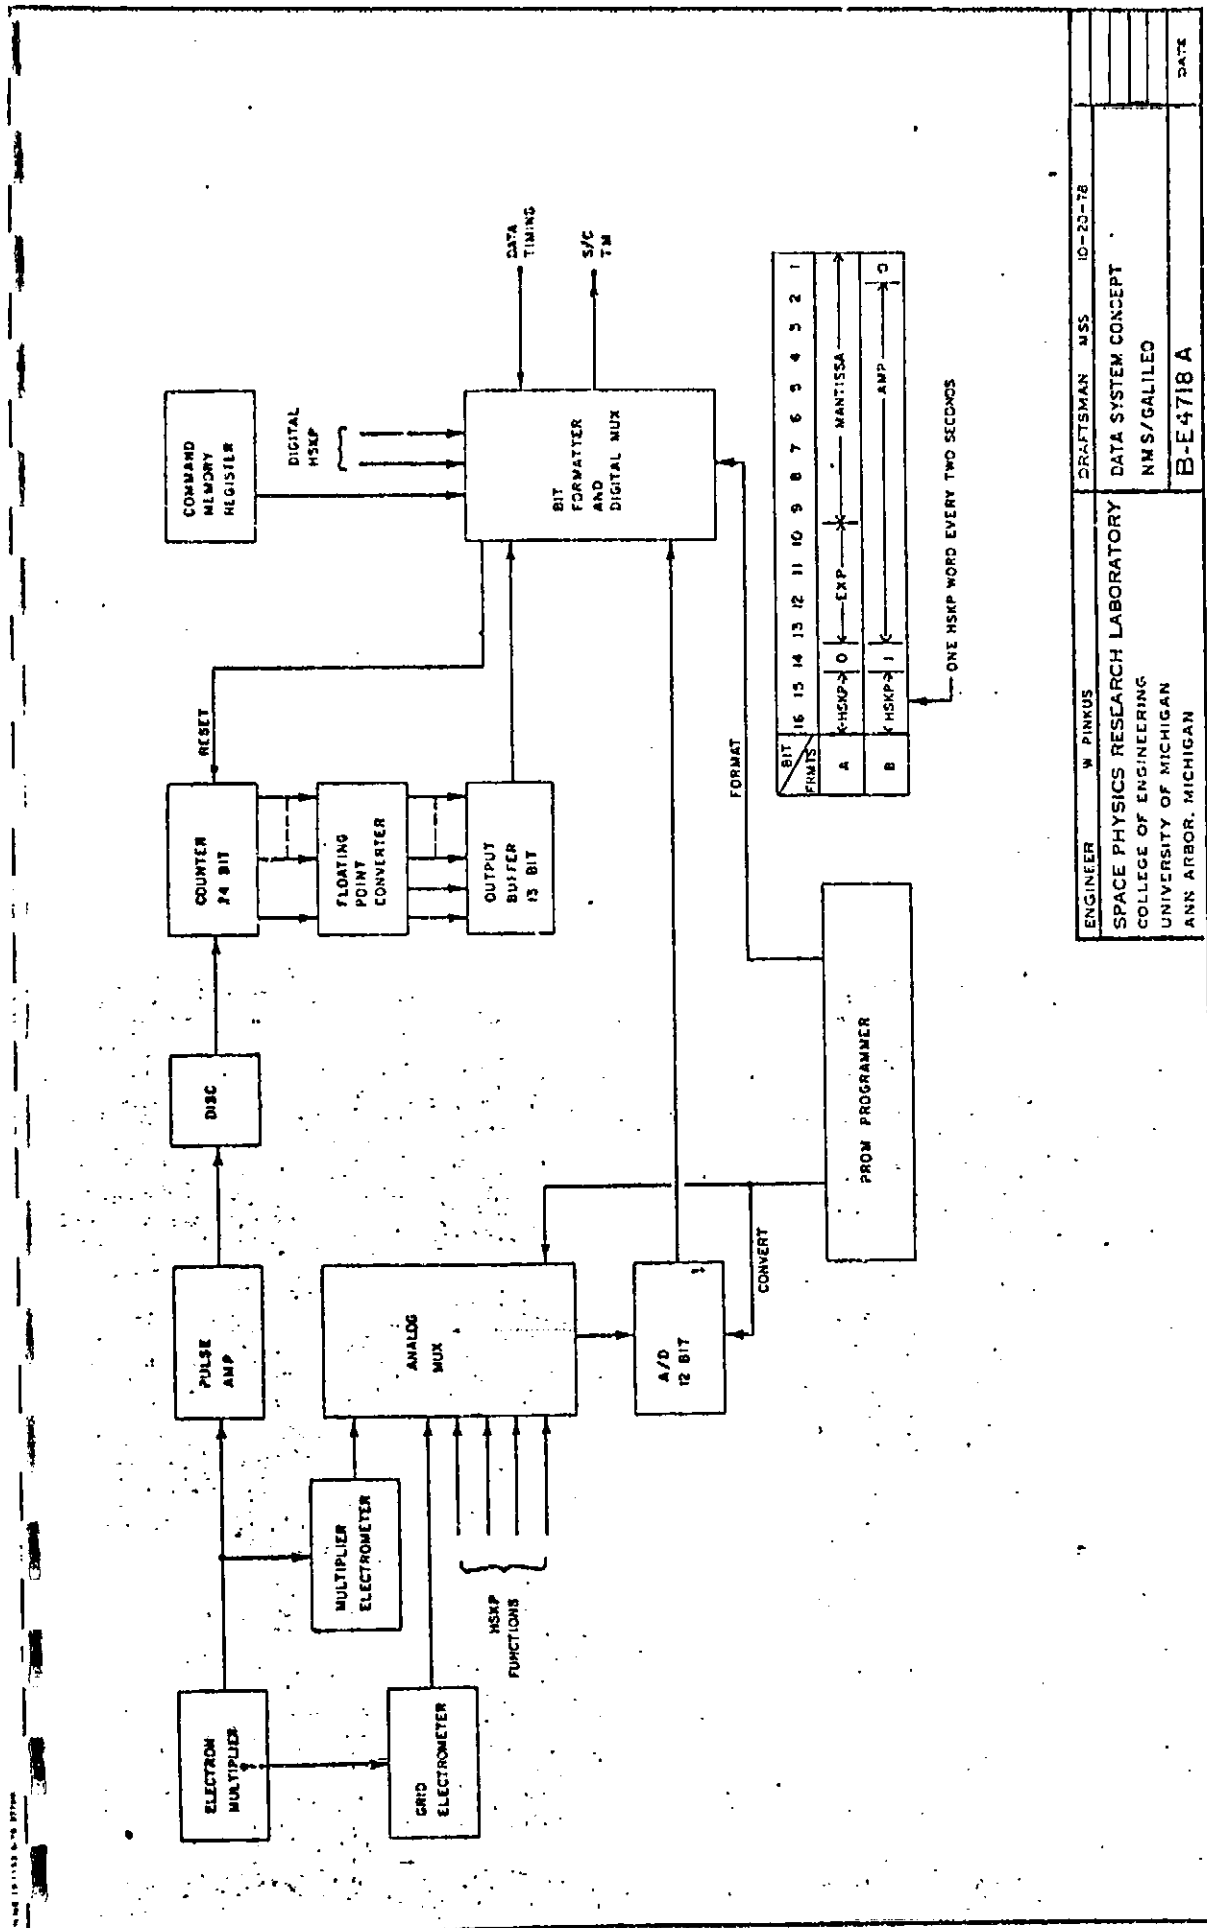 ELECTRON
MULTIPLIER
PULSE
AMP
DISC
COUNTER
24 BIT
RESET
COMMAND
MEMORY
REGISTER
DIGITAL
HSKP
MULTIPLIER
ELECTROMETER
GRID
ELECTROMETER
HSKP
FUNCTIONS
ANALOG
MUX
FLOATING
POINT
CONVERTER
OUTPUT
BUFFER
13 BIT
BIT
FORMATTER
AND
DIGITAL MUX
DATA
TIMING
S/C
TM
A/D
12 BIT
CONVERT
FORMAT
PROM PROGRAMMER
BIT
FRMTS
16 15 14 13 12 11 10 9 8 7 6 5 4 3 2 1
A HSKP 0 EXP MANTISSA
B HSKP 1 AMP 0
ONE HSKP WORD EVERY TWO SECONDS
ENGINEER W PINKUS
DRAFTSMAN MSS 10-20-78
SPACE PHYSICS RESEARCH LABORATORY
COLLEGE OF ENGINEERING
UNIVERSITY OF MICHIGAN
ANN ARBOR, MICHIGAN
DATA SYSTEM CONCEPT
NMS/GALILEO
B-E4718 A
DATE